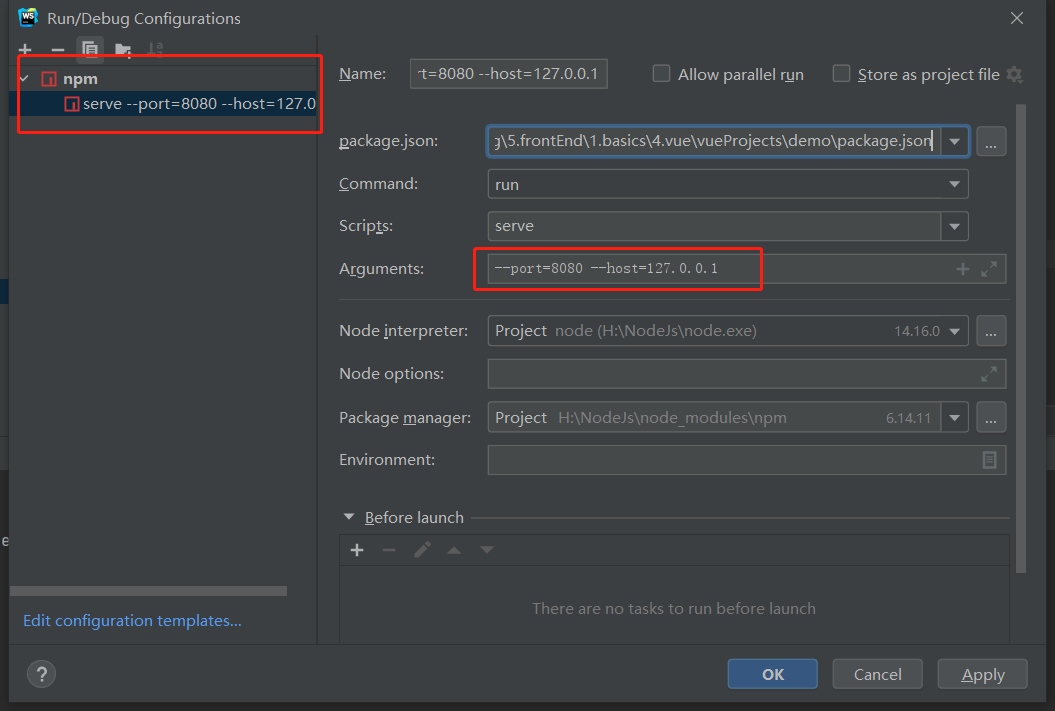 WS Run/Debug Configurations
npm
serve --port=8080 --host=127.0
Edit configuration templates...
Name: rt=8080 --host=127.0.0.1 Allow parallel run Store as project file
package.json: g\5.frontEnd\1.basics\4.vue\vueProjects\demo\package.json ...
Command: run
Scripts: serve
Arguments: --port=8080 --host=127.0.0.1
Node interpreter: Project node (H:\NodeJs\node.exe) 14.16.0 ...
Node options:
Package manager: Project H:\NodeJs\node_modules\npm 6.14.11 ...
Environment:
Before launch
There are no tasks to run before launch
? OK Cancel Apply